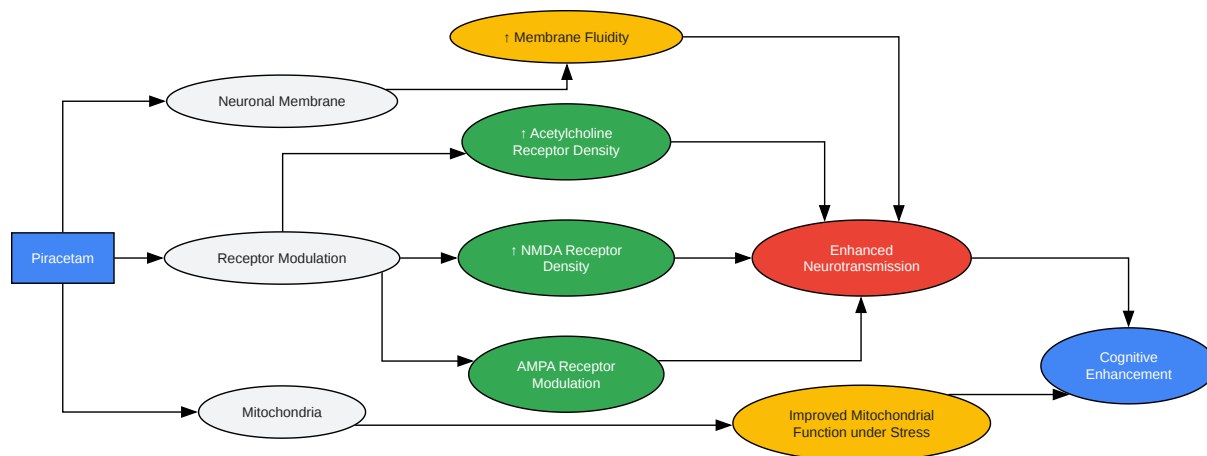 ↑ Membrane Fluidity
Neuronal Membrane
↑ Acetylcholine
Receptor Density
Piracetam
Receptor Modulation
↑ NMDA Receptor
Density
Enhanced
Neurotransmission
AMPA Receptor
Modulation
Cognitive
Enhancement
Mitochondria
Improved Mitochondrial
Function under Stress